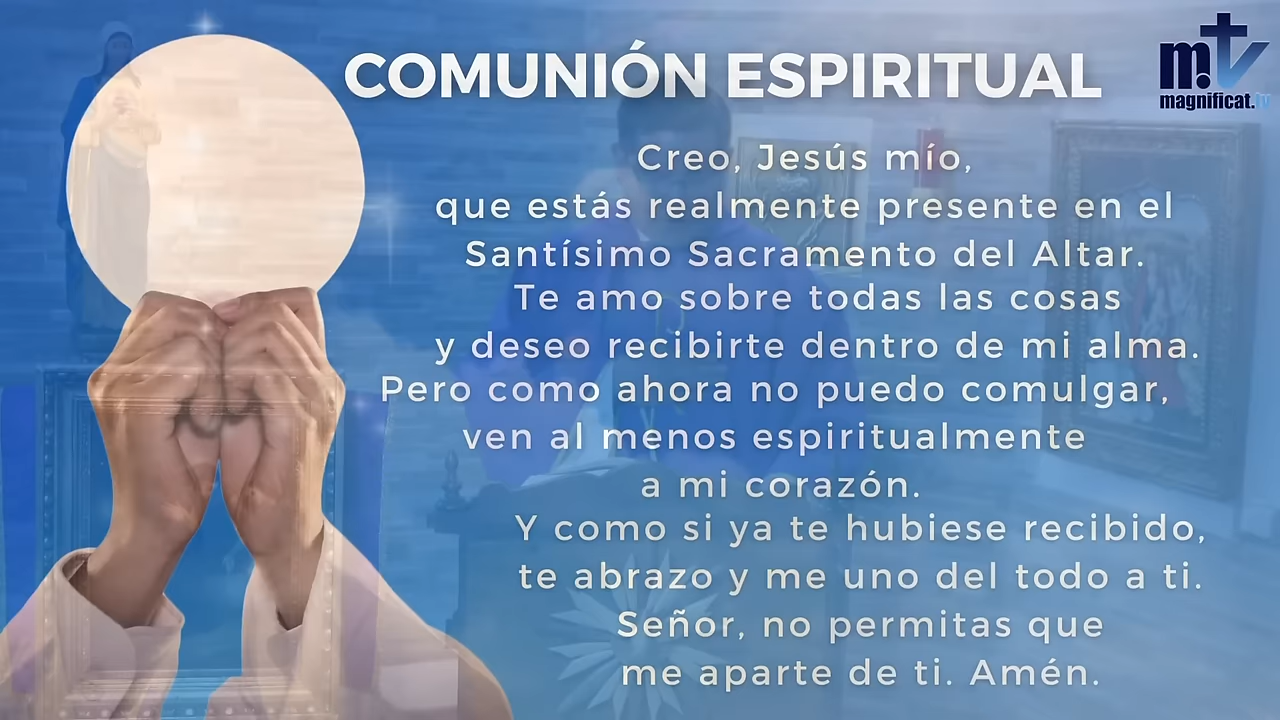 COMUNIÓN ESPIRITUAL
m.tv
magnificat.tv
Creo, Jesús mío,
que estás realmente presente en el
Santísimo Sacramento del Altar.
Te amo sobre todas las cosas
y deseo recibirte dentro de mi alma.
Pero como ahora no puedo comulgar,
ven al menos espiritualmente
a mi corazón.
Y como si ya te hubiese recibido,
te abrazo y me uno del todo a ti.
Señor, no permitas que
me aparte de ti. Amén.